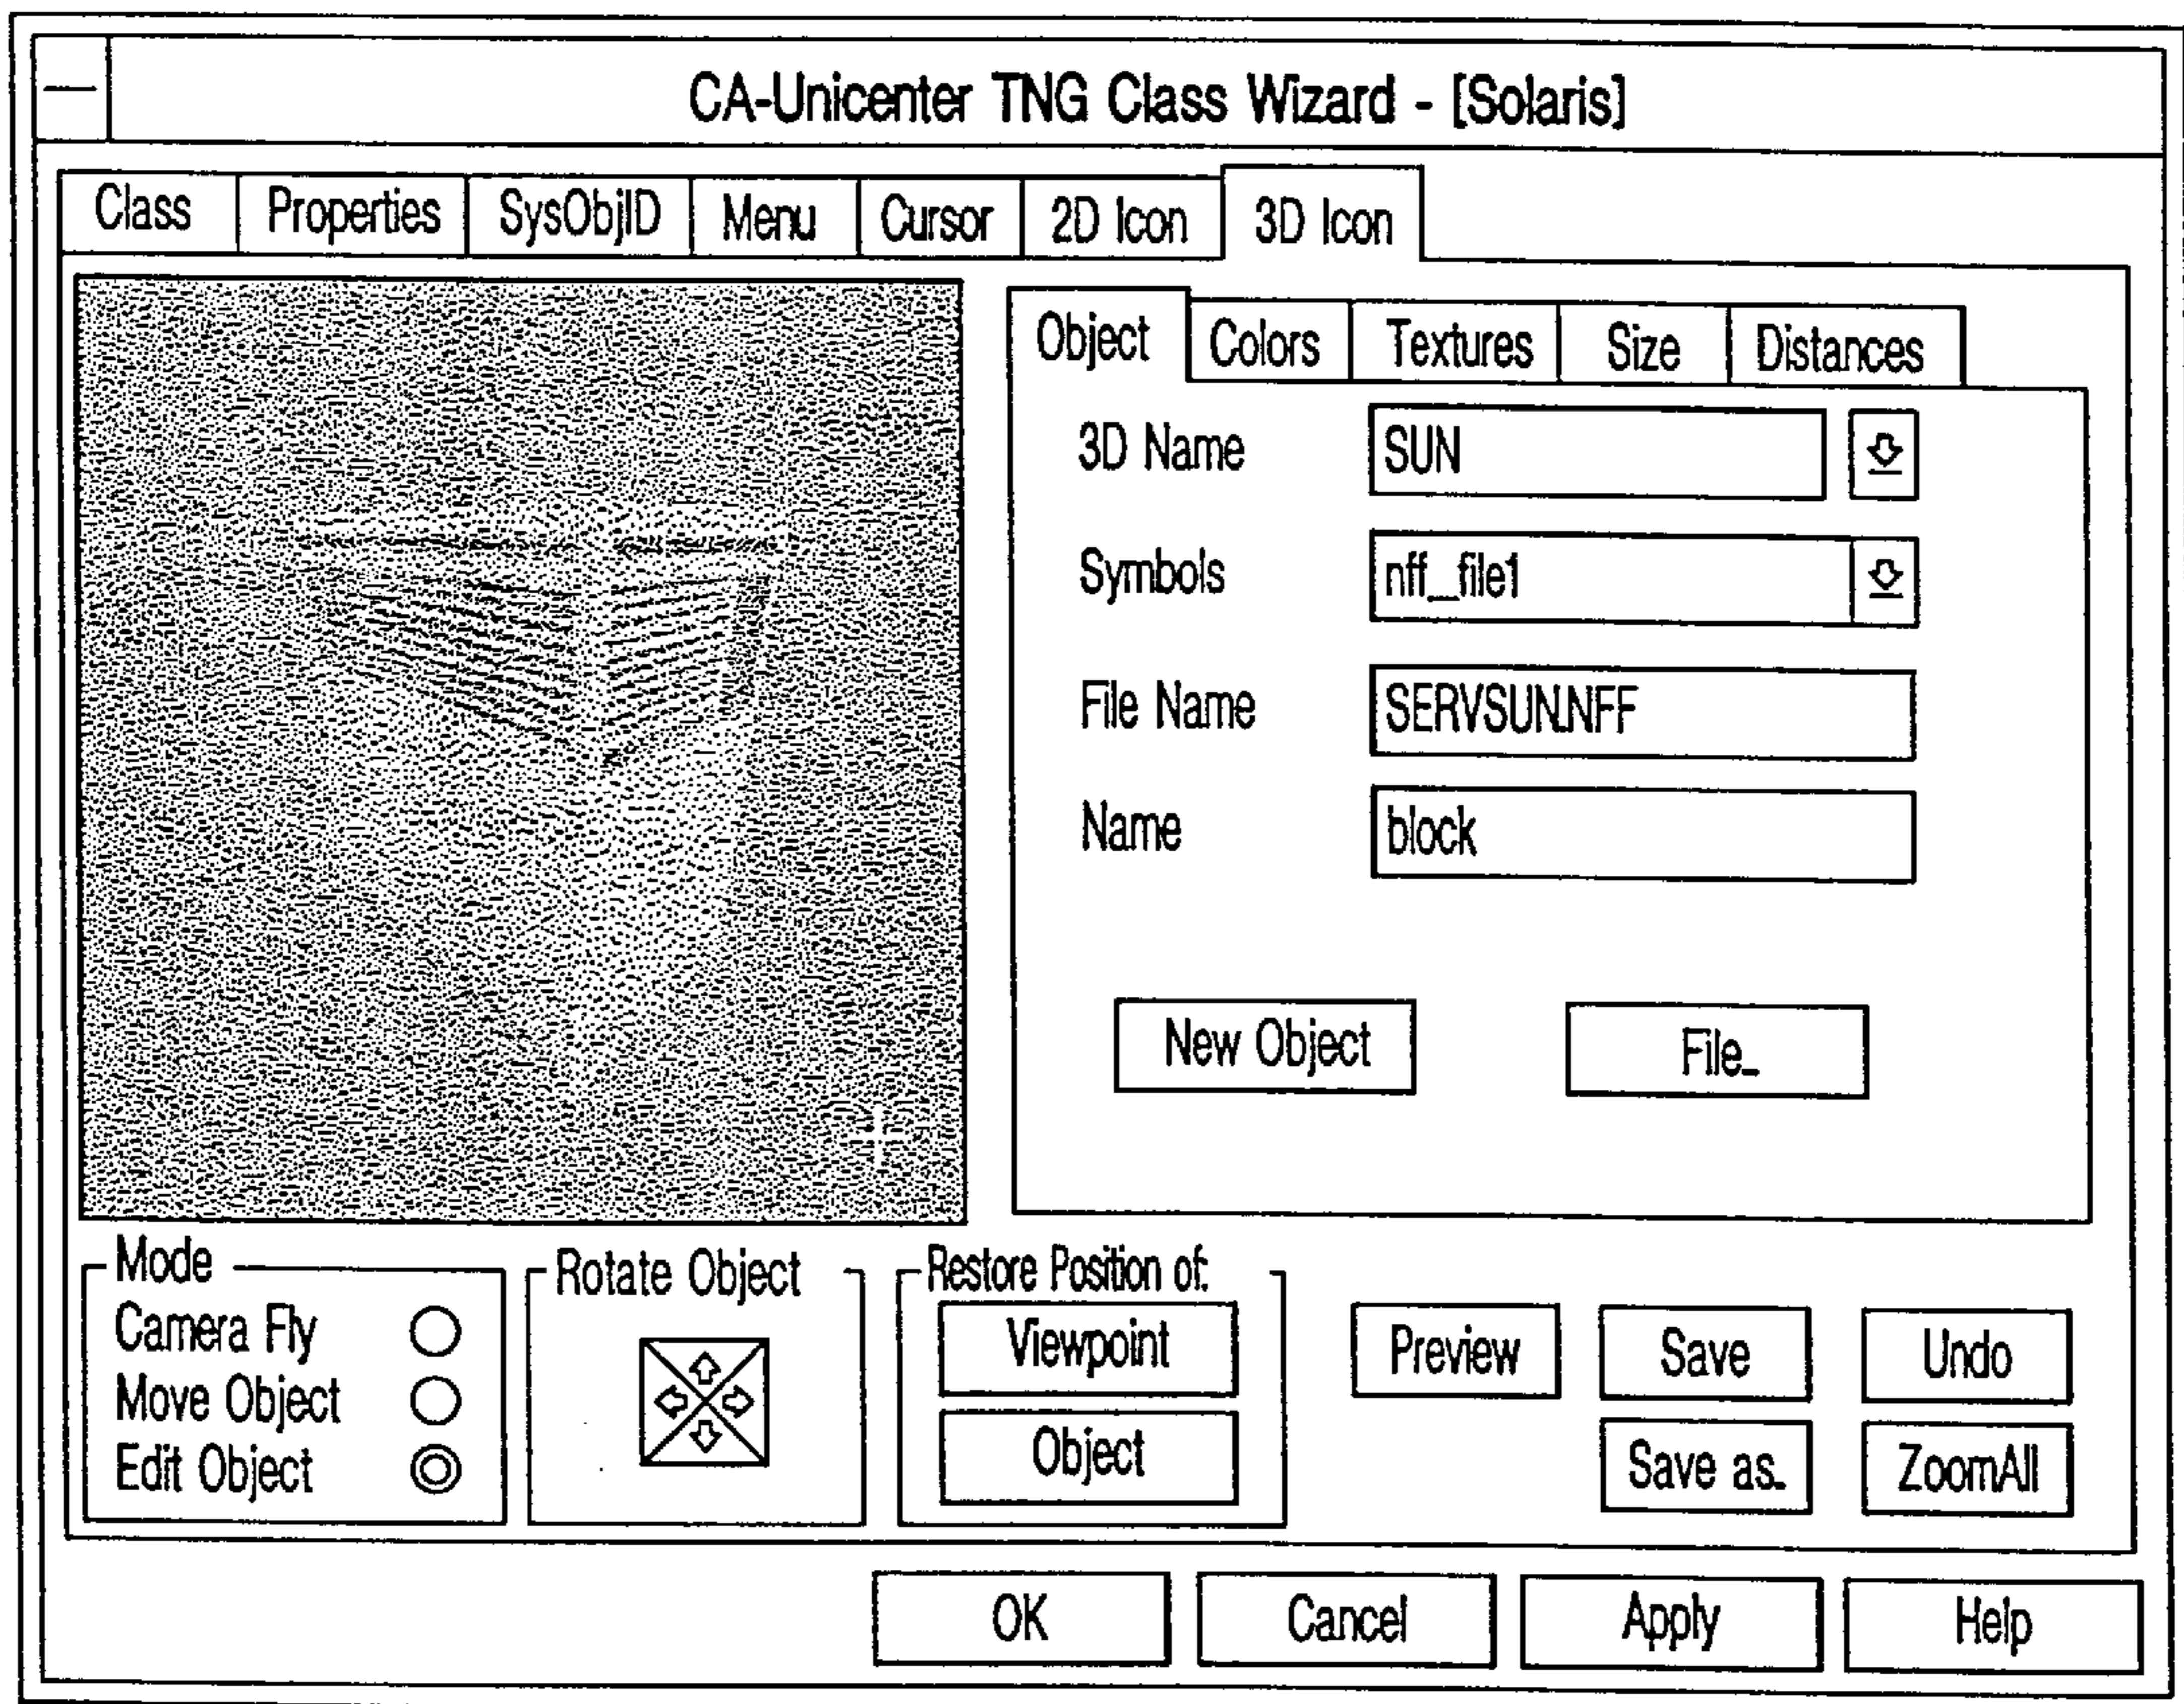 CA-Unicenter TNG Class Wizard - [Solaris]
Class Properties SysObjID Menu Cursor 2D Icon 3D Icon
Object Colors Textures Size Distances
3D Name SUN
Symbols nff_file1
File Name SERVSUN.NFF
Name block
New Object File_
Mode
Camera Fly
Move Object
Edit Object
Rotate Object
Restore Position of:
Viewpoint
Object
Preview Save Undo
Save as. ZoomAll
OK Cancel Apply Help